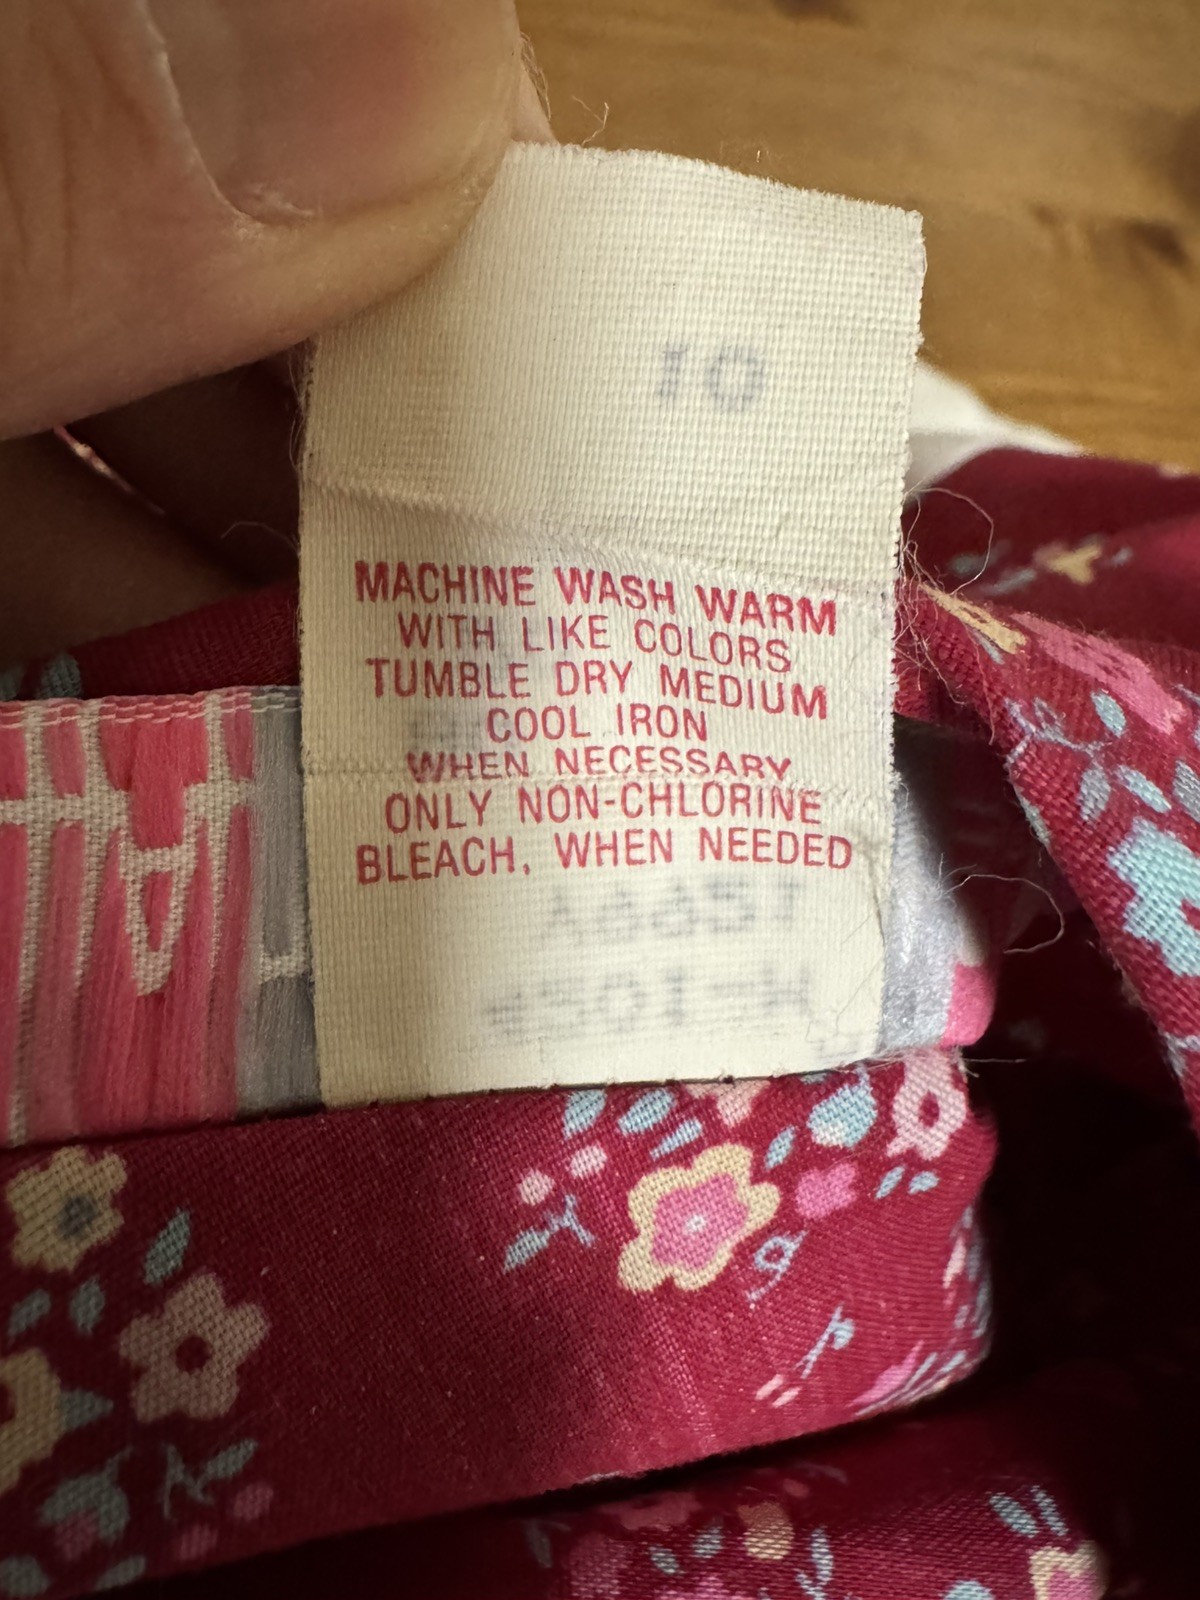 10
MACHINE WASH WARM
WITH LIKE COLORS
TUMBLE DRY MEDIUM
COOL IRON
WHEN NECESSARY
ONLY NON-CHLORINE
BLEACH, WHEN NEEDED
A